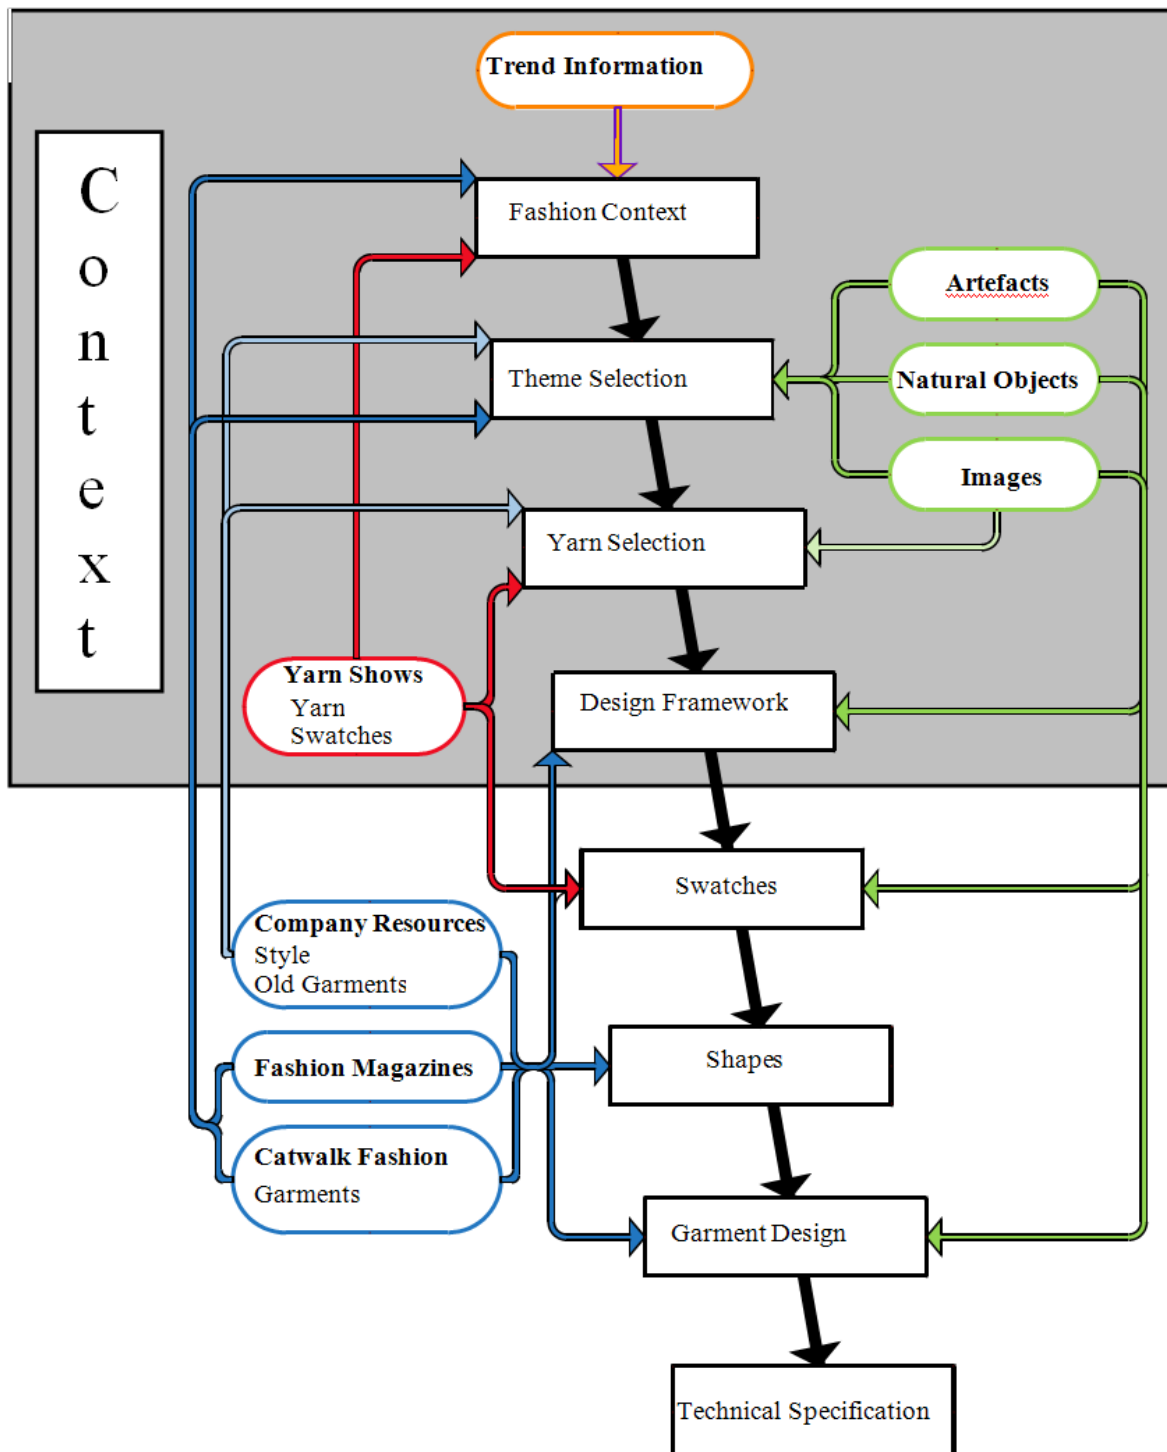 Trend Information
Context
Fashion Context
Artefacts
Theme Selection
Natural Objects
Images
Yarn Selection
Yarn Shows
Yarn
Swatches
Design Framework
Swatches
Company Resources
Style
Old Garments
Fashion Magazines
Shapes
Catwalk Fashion
Garments
Garment Design
Technical Specification